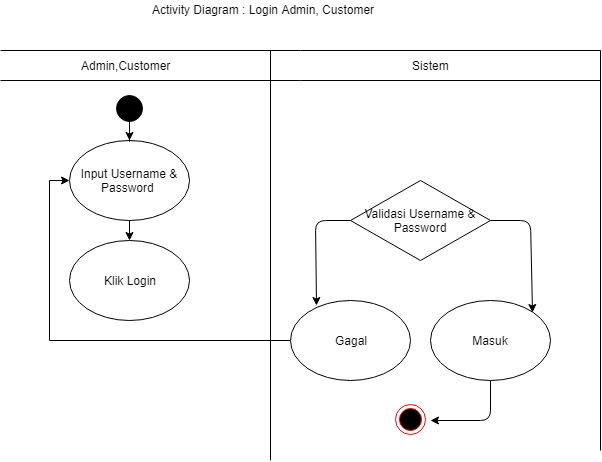 Activity Diagram : Login Admin, Customer
Admin,Customer
Sistem
Input Username &
Password
Validasi Username &
Password
Klik Login
Gagal
Masuk